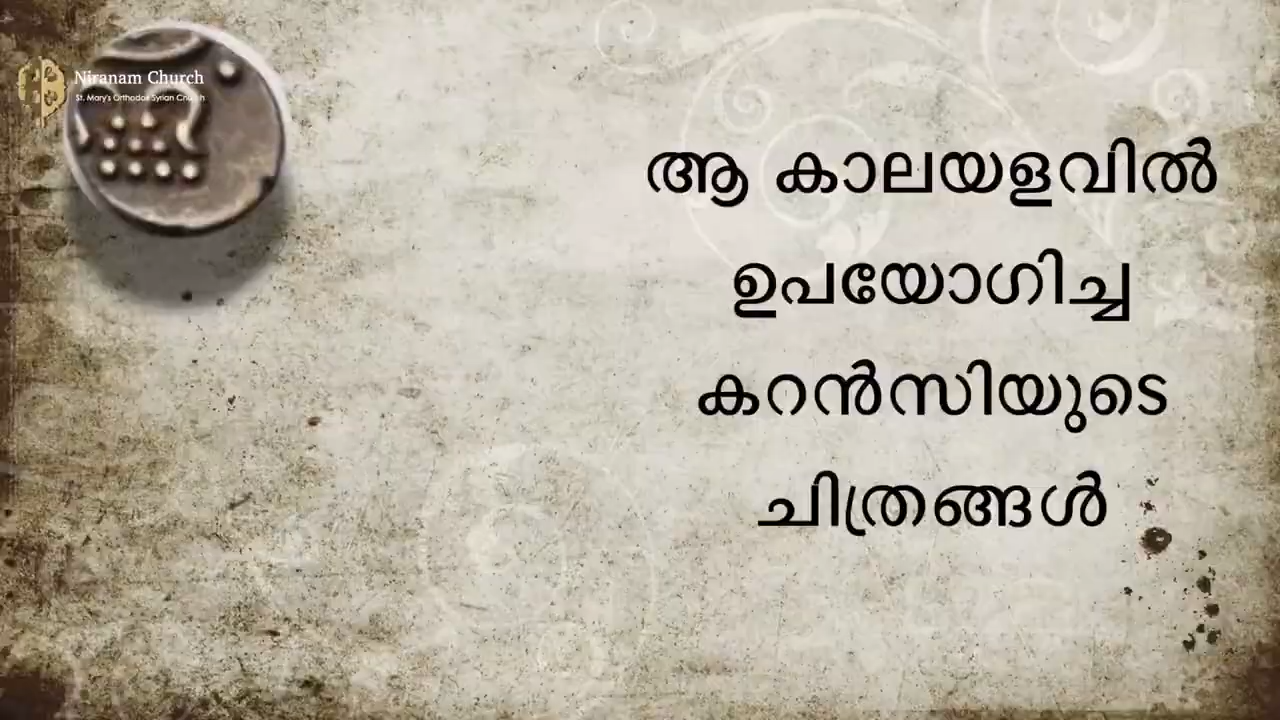 Niranam Church
St. Mary's Orthodox Syrian Church
ആ കാലയളവിൽ
ഉപയോഗിച്ച
കറൻസിയുടെ
ചിത്രങ്ങൾ